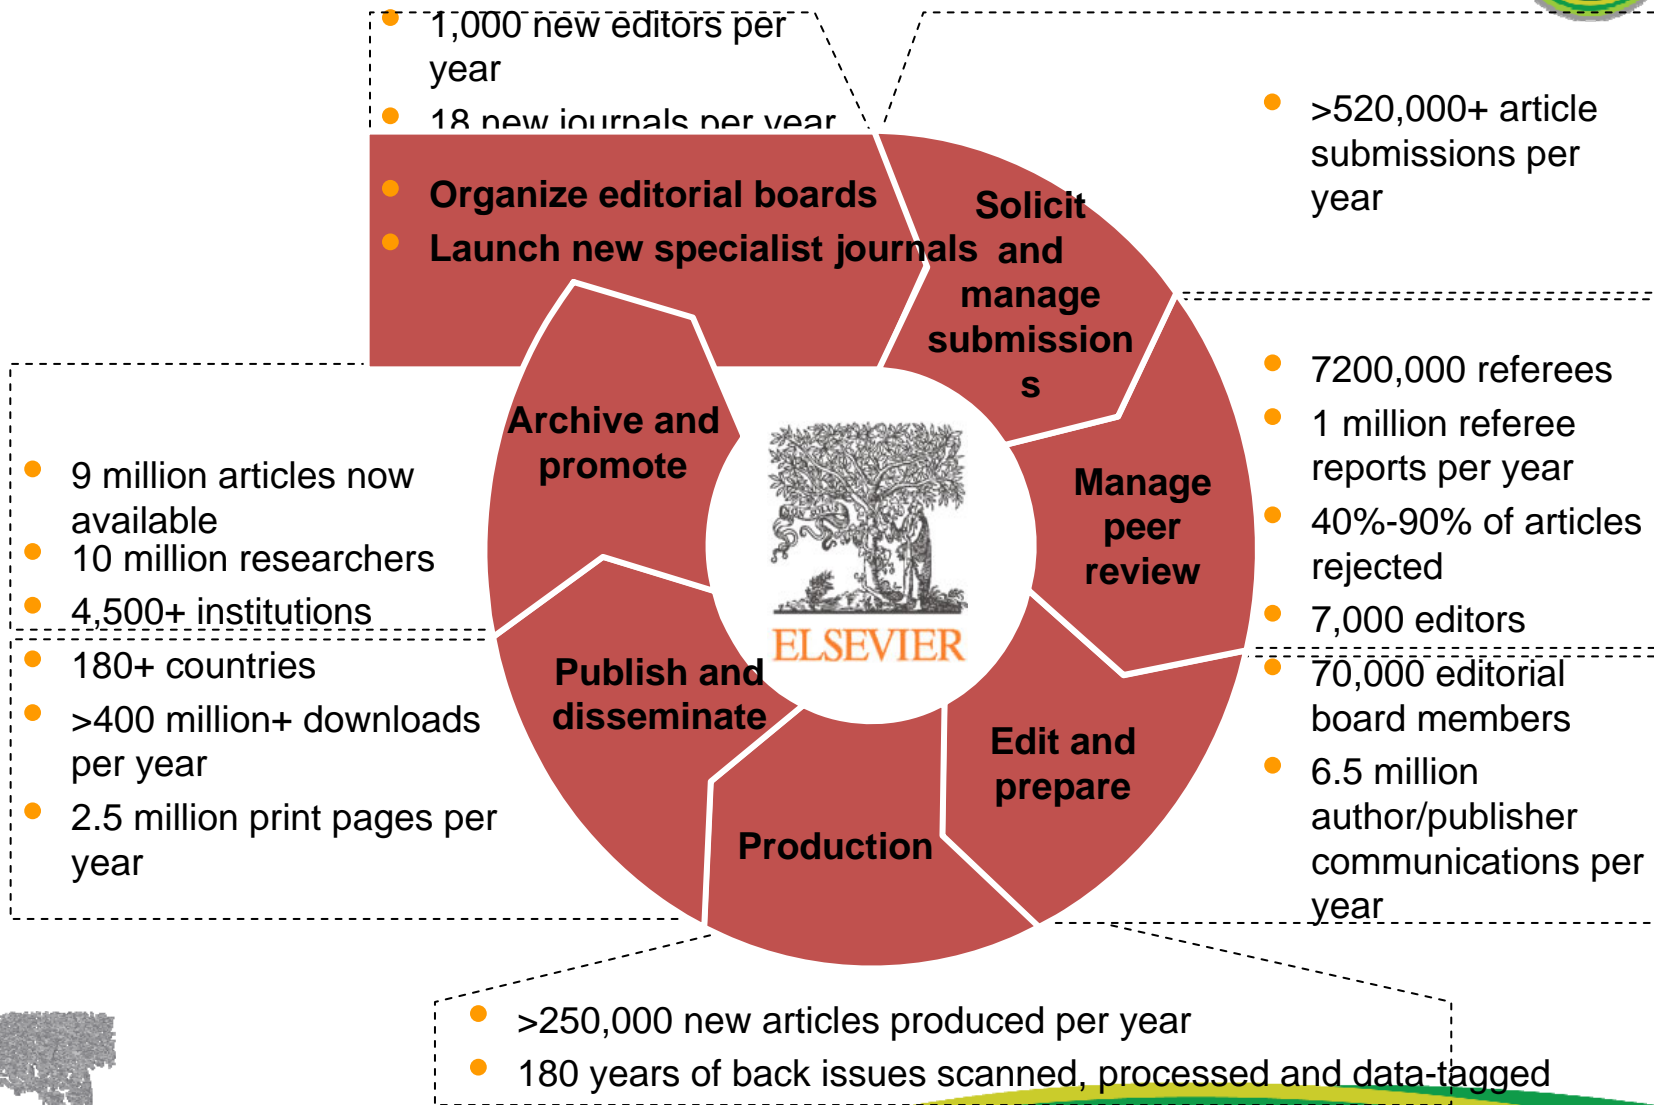 1,000 new editors per
year
18 new journals per year
Organize editorial boards
Launch new specialist journals
Solicit
and
manage
submission
s
>520,000+ article
submissions per
year
7200,000 referees
1 million referee
reports per year
40%-90% of articles
rejected
7,000 editors
Manage
peer
review
70,000 editorial
board members
6.5 million
author/publisher
communications per
year
Edit and
prepare
Production
>250,000 new articles produced per year
180 years of back issues scanned, processed and data-tagged
Publish and
disseminate
180+ countries
>400 million+ downloads
per year
2.5 million print pages per
year
Archive and
promote
9 million articles now
available
10 million researchers
4,500+ institutions
ELSEVIER